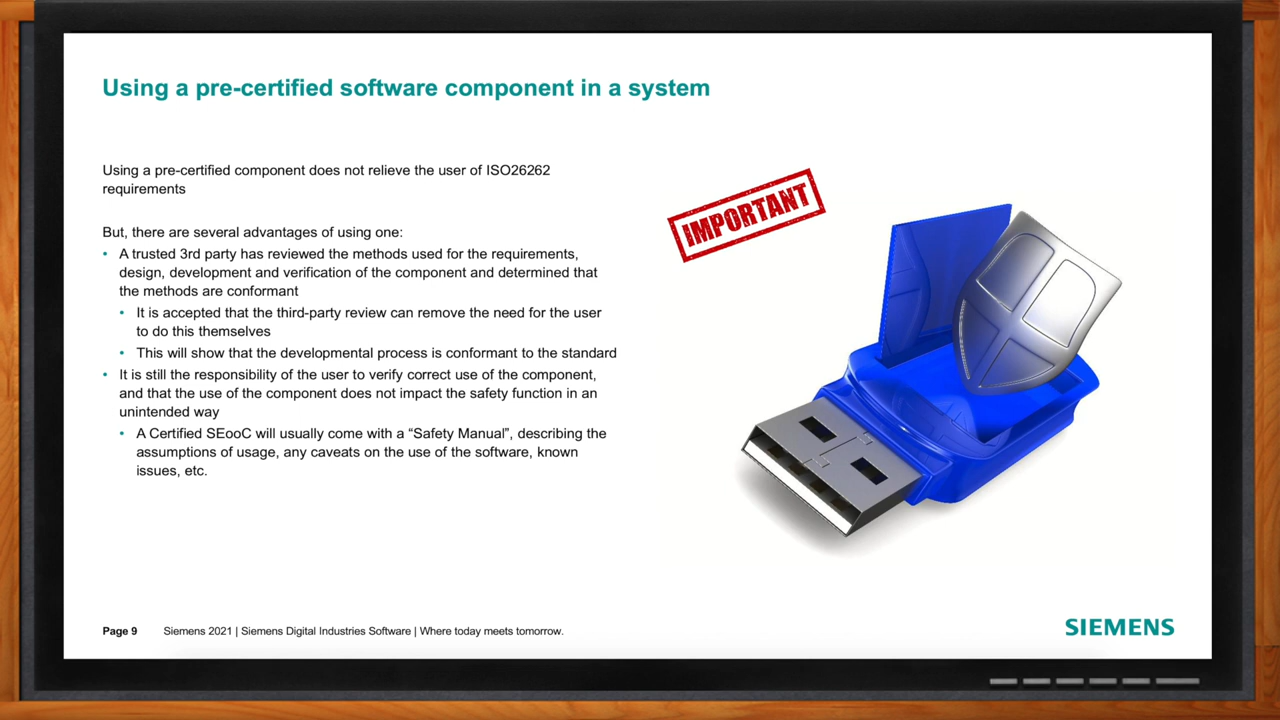 Using a pre-certified software component in a system
Using a pre-certified component does not relieve the user of ISO26262
requirements
IMPORTANT
But, there are several advantages of using one:
• A trusted 3rd party has reviewed the methods used for the requirements,
design, development and verification of the component and determined that
the methods are conformant
• It is accepted that the third-party review can remove the need for the user
to do this themselves
• This will show that the developmental process is conformant to the standard
• It is still the responsibility of the user to verify correct use of the component,
and that the use of the component does not impact the safety function in an
unintended way
• A Certified SEooC will usually come with a “Safety Manual”, describing the
assumptions of usage, any caveats on the use of the software, known
issues, etc.
Page 9 Siemens 2021 | Siemens Digital Industries Software | Where today meets tomorrow.
SIEMENS